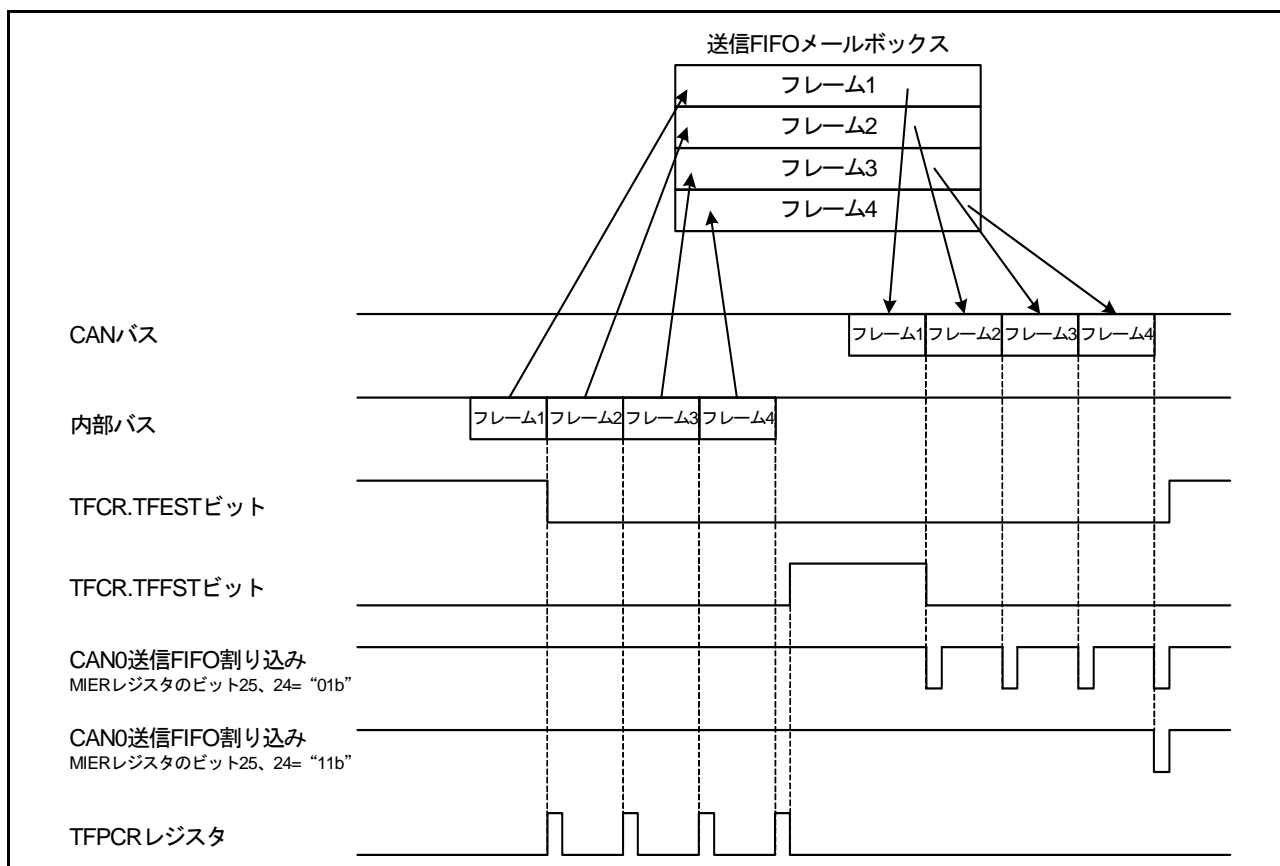 送信FIFOメールボックス
フレーム1
フレーム2
フレーム3
フレーム4
CANバス
フレーム1 フレーム2 フレーム3 フレーム4
内部バス
フレーム1 フレーム2 フレーム3 フレーム4
TFCR.TFESTビット
TFCR.TFFSTビット
CAN0送信FIFO割り込み
MIERレジスタのビット25、24= “01b”
CAN0送信FIFO割り込み
MIERレジスタのビット25、24= “11b”
TFPCRレジスタ